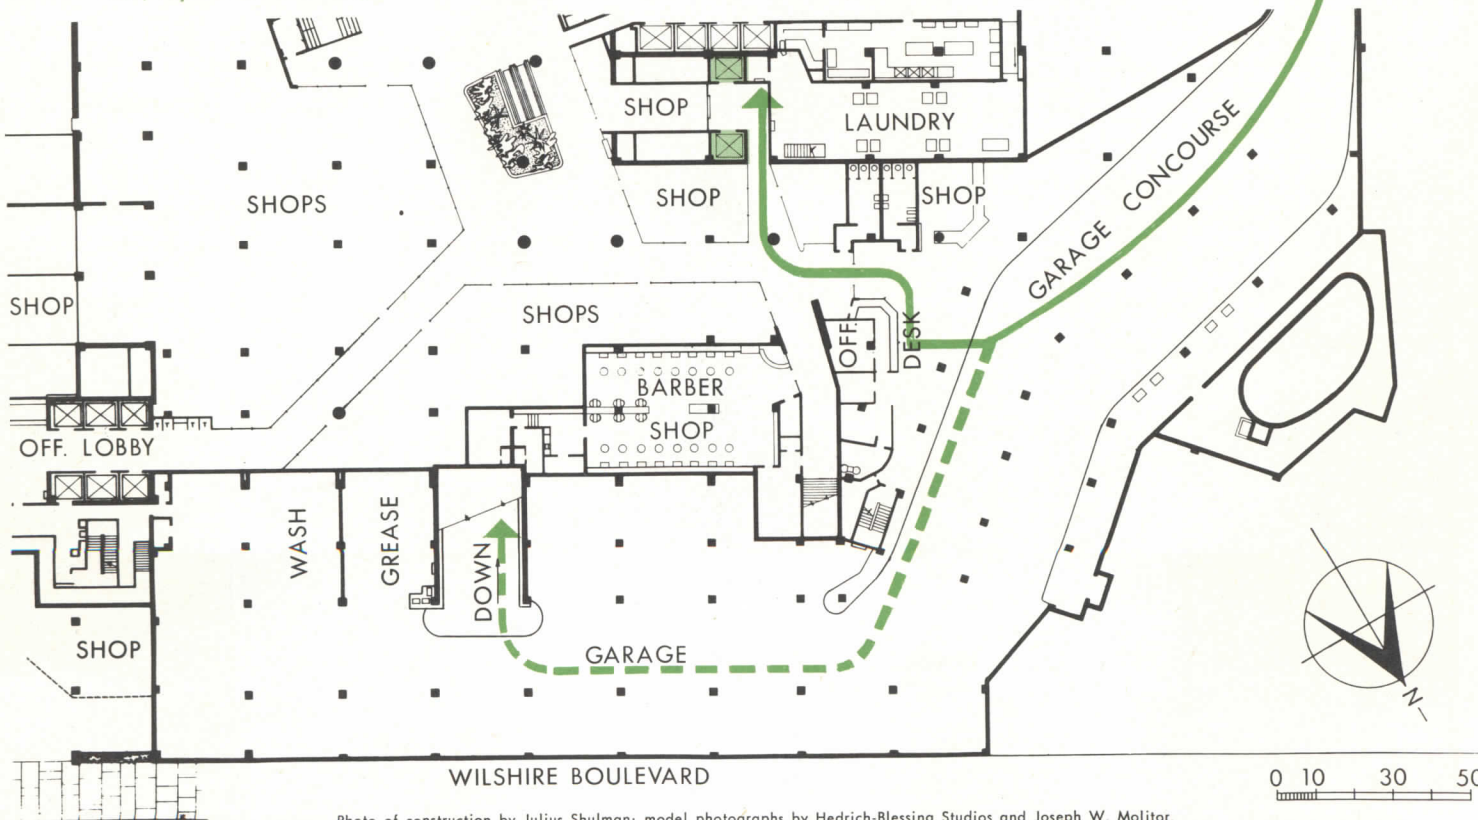 SHOP
LAUNDRY
SHOPS
SHOP
SHOP
GARAGE CONCOURSE
SHOP
SHOPS
OFF.
DESK
BARBER
SHOP
OFF. LOBBY
WASH
GREASE
DOWN
SHOP
GARAGE
N
WILSHIRE BOULEVARD
0 10 30 50
Photo of construction by Julius Shulman; model photographs by Hedrich-Blessing Studios and Joseph W. Molitor